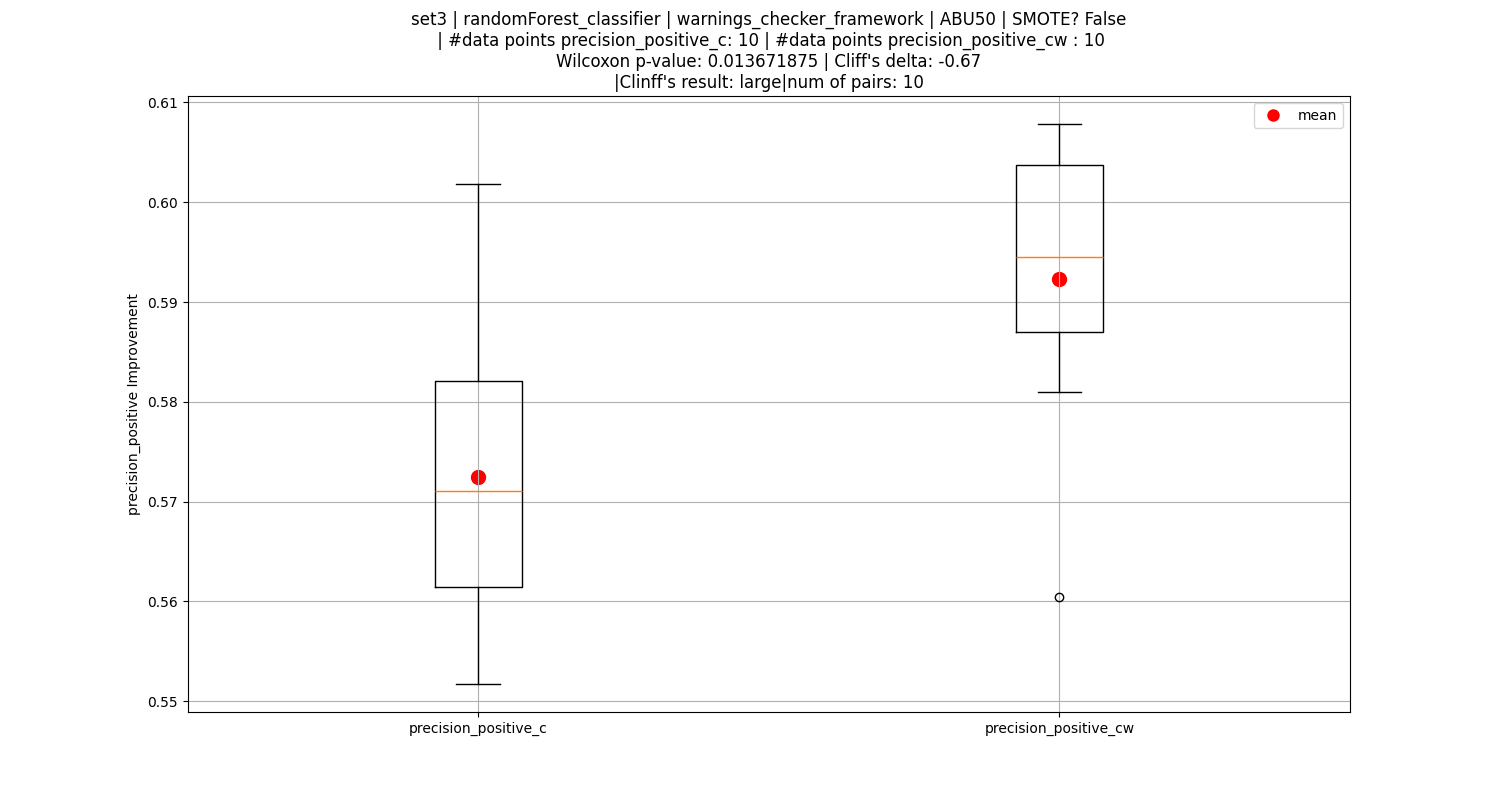 set3 | randomForest_classifier | warnings_checker_framework | ABU50 | SMOTE? False
| #data points precision_positive_c: 10 | #data points precision_positive_cw : 10
Wilcoxon p-value: 0.013671875 | Cliff's delta: -0.67
|Clinff's result: large|num of pairs: 10
mean
precision_positive Improvement
0.61
0.60
0.59
0.58
0.57
0.56
0.55
precision_positive_c
precision_positive_cw